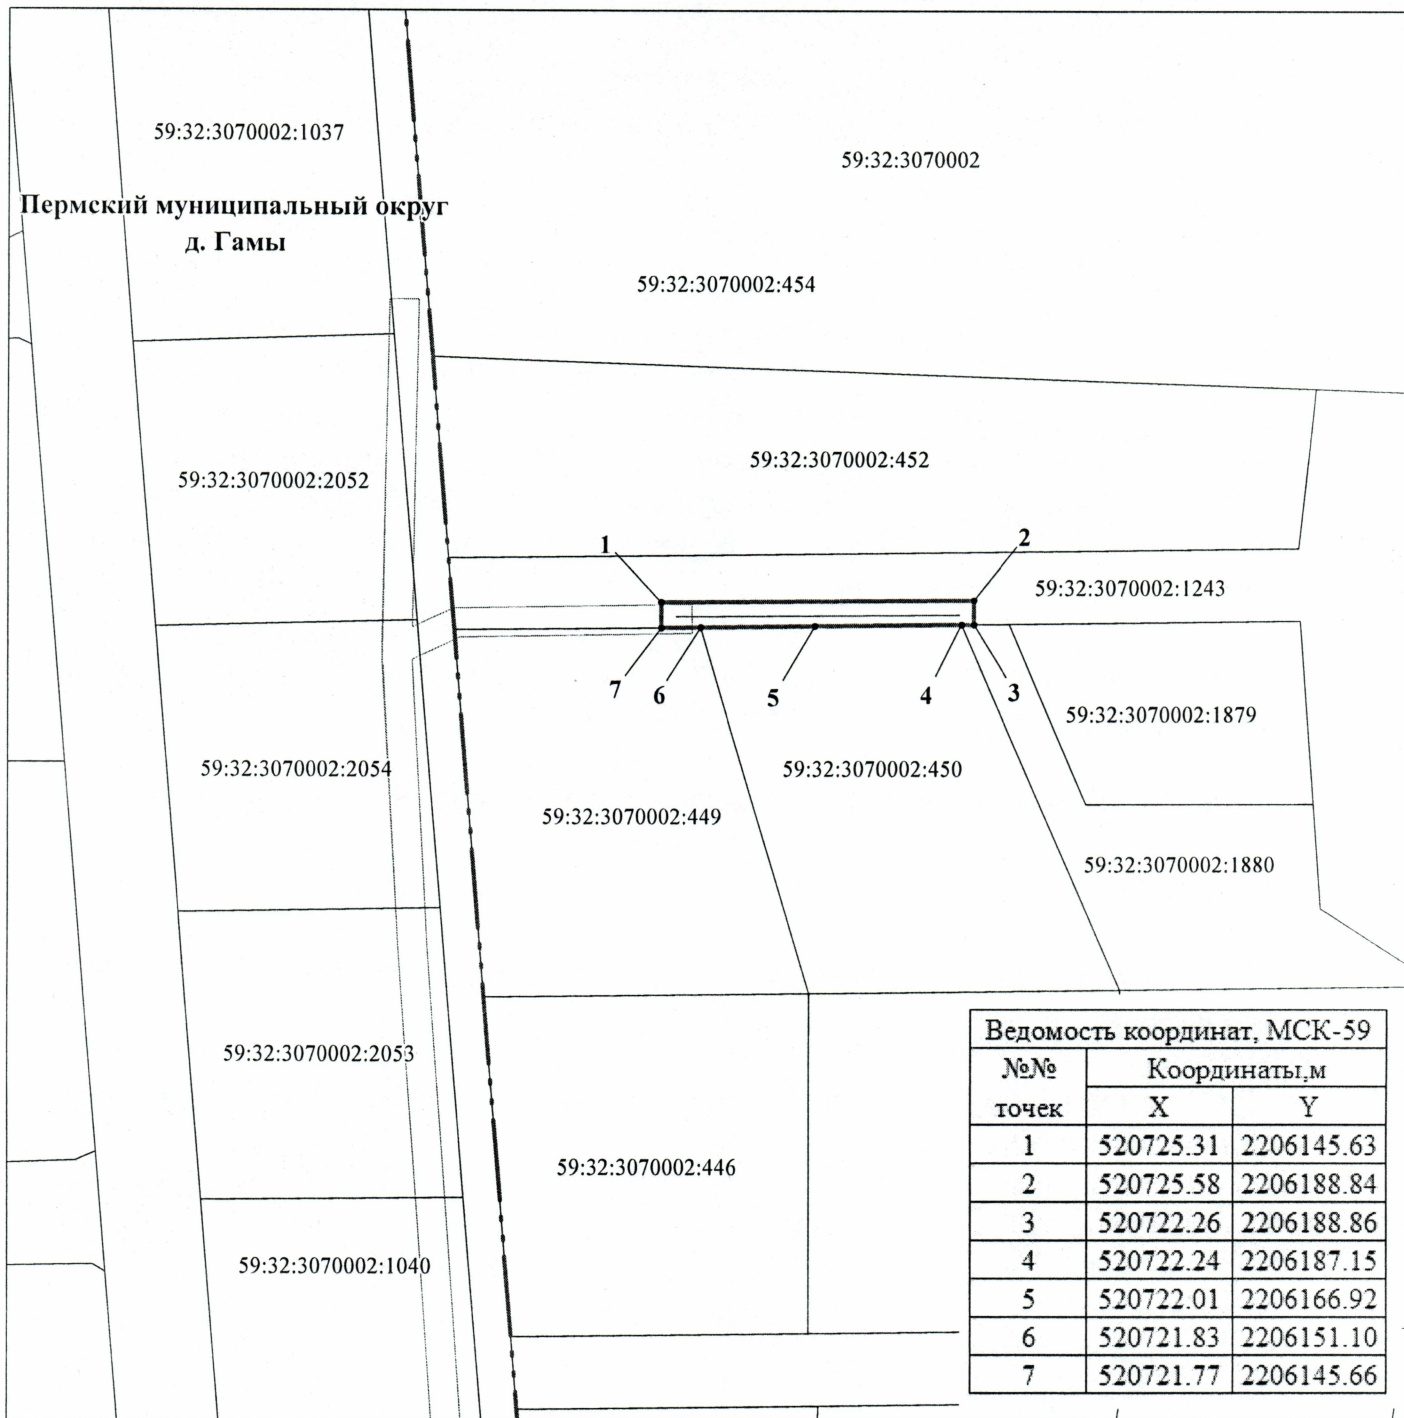 59:32:3070002:1037
59:32:3070002
Пермский муниципальный округ
д. Гамы
59:32:3070002:454
59:32:3070002:452
59:32:3070002:2052
1
2
59:32:3070002:1243
7
6
5
4
3
59:32:3070002:1879
59:32:3070002:2054
59:32:3070002:450
59:32:3070002:449
59:32:3070002:1880
59:32:3070002:2053
59:32:3070002:446
59:32:3070002:1040
Ведомость координат, МСК-59
№№ Координаты,м
точек X Y
1 520725.31 2206145.63
2 520725.58 2206188.84
3 520722.26 2206188.86
4 520722.24 2206187.15
5 520722.01 2206166.92
6 520721.83 2206151.10
7 520721.77 2206145.66